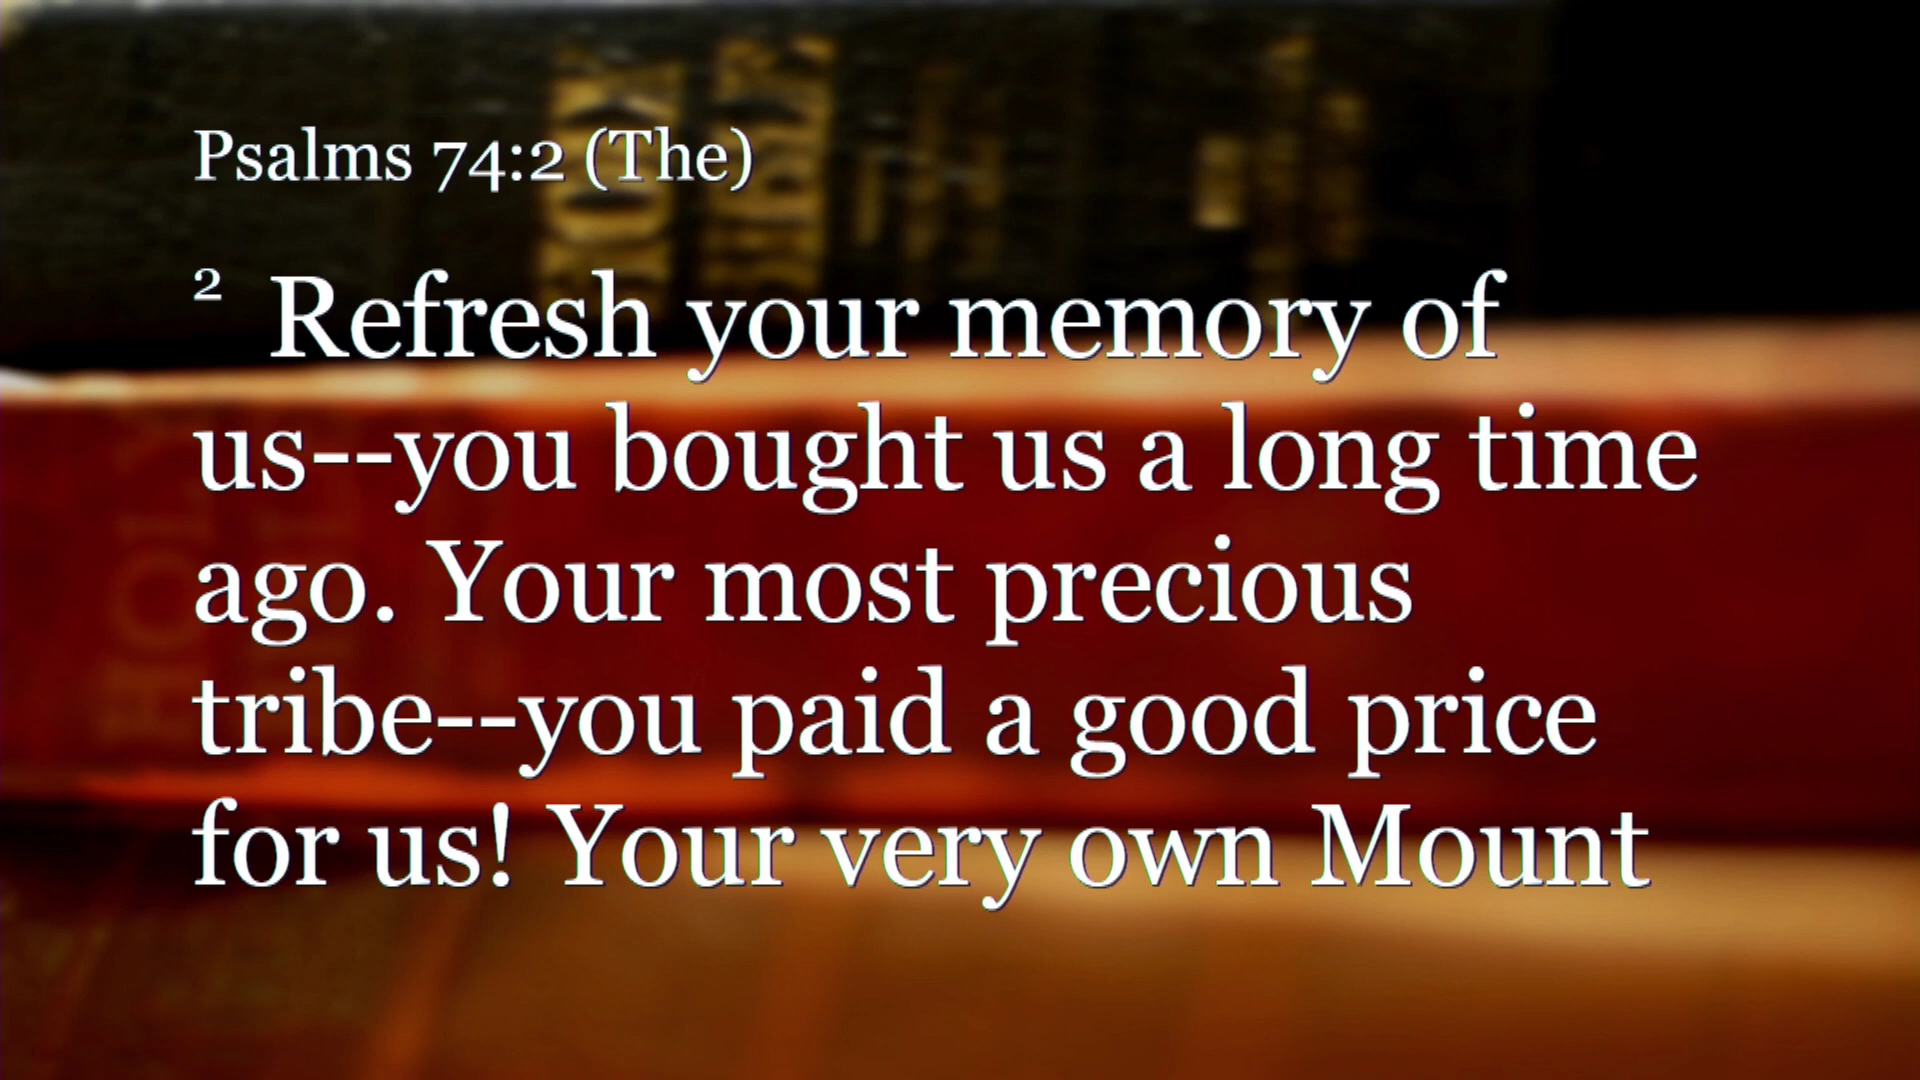 Psalms 74:2 (The)
2 Refresh your memory of
us--you bought us a long time
ago. Your most precious
tribe--you paid a good price
for us! Your very own Mount
HOLY